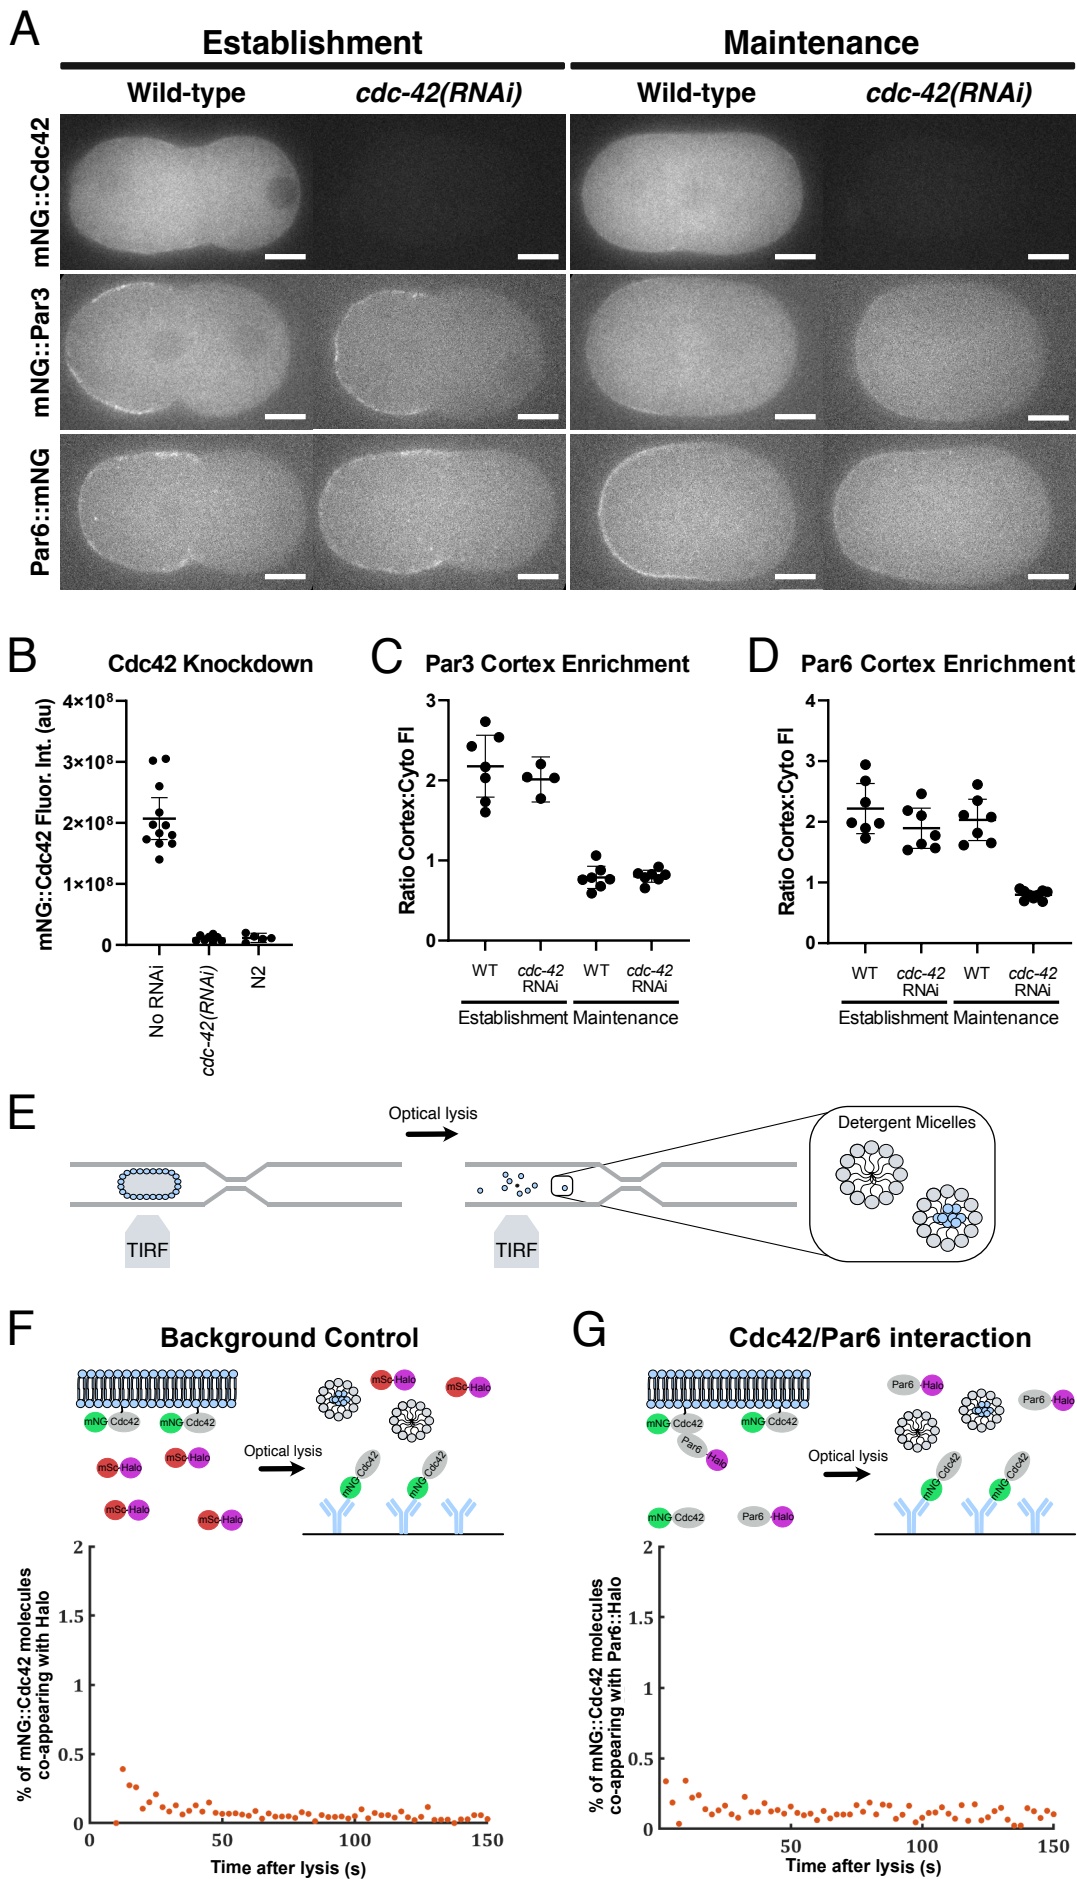 A
Establishment
Maintenance
Wild-type
cdc-42(RNAi)
Wild-type
cdc-42(RNAi)
mNG::Cdc42
mNG::Par3
Par6::mNG
B
Cdc42 Knockdown
mNG::Cdc42 Fluor. Int. (au)
4×10⁸
3×10⁸
2×10⁸
1×10⁸
0
No RNAi
cdc-42(RNAi)
N2
C
Par3 Cortex Enrichment
Ratio Cortex:Cyto FI
3
2
1
0
WT
cdc-42
RNAi
WT
cdc-42
RNAi
Establishment
Maintenance
D
Par6 Cortex Enrichment
Ratio Cortex:Cyto FI
4
3
2
1
0
WT
cdc-42
RNAi
WT
cdc-42
RNAi
Establishment
Maintenance
E
Optical lysis
TIRF
TIRF
Detergent Micelles
F
Background Control
mNG Cdc42
mNG Cdc42
mSc-Halo
mSc-Halo
mSc-Halo
mSc-Halo
Optical lysis
mSc-Halo
mSc-Halo
mNG-Cdc42
mNG-Cdc42
% of mNG::Cdc42 molecules
co-appearing with Halo
2
1.5
1
0.5
0
0
50
100
150
Time after lysis (s)
G
Cdc42/Par6 interaction
mNG Cdc42
mNG Cdc42
Par6 Halo
mNG Cdc42
Par6 Halo
Optical lysis
Par6 Halo
Par6 Halo
mNG-Cdc42
mNG-Cdc42
% of mNG::Cdc42 molecules
co-appearing with Par6::Halo
2
1.5
1
0.5
0
50
100
150
Time after lysis (s)